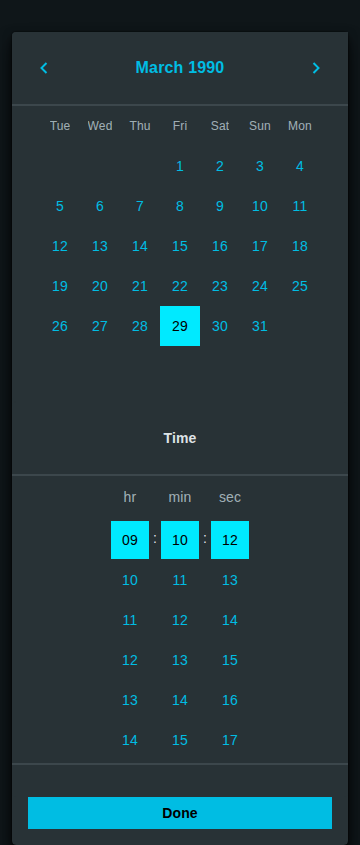 March 1990
Tue Wed Thu Fri Sat Sun Mon
1 2 3 4
5 6 7 8 9 10 11
12 13 14 15 16 17 18
19 20 21 22 23 24 25
26 27 28 29 30 31
Time
hr min sec
09 : 10 : 12
10 11 13
11 12 14
12 13 15
13 14 16
14 15 17
Done